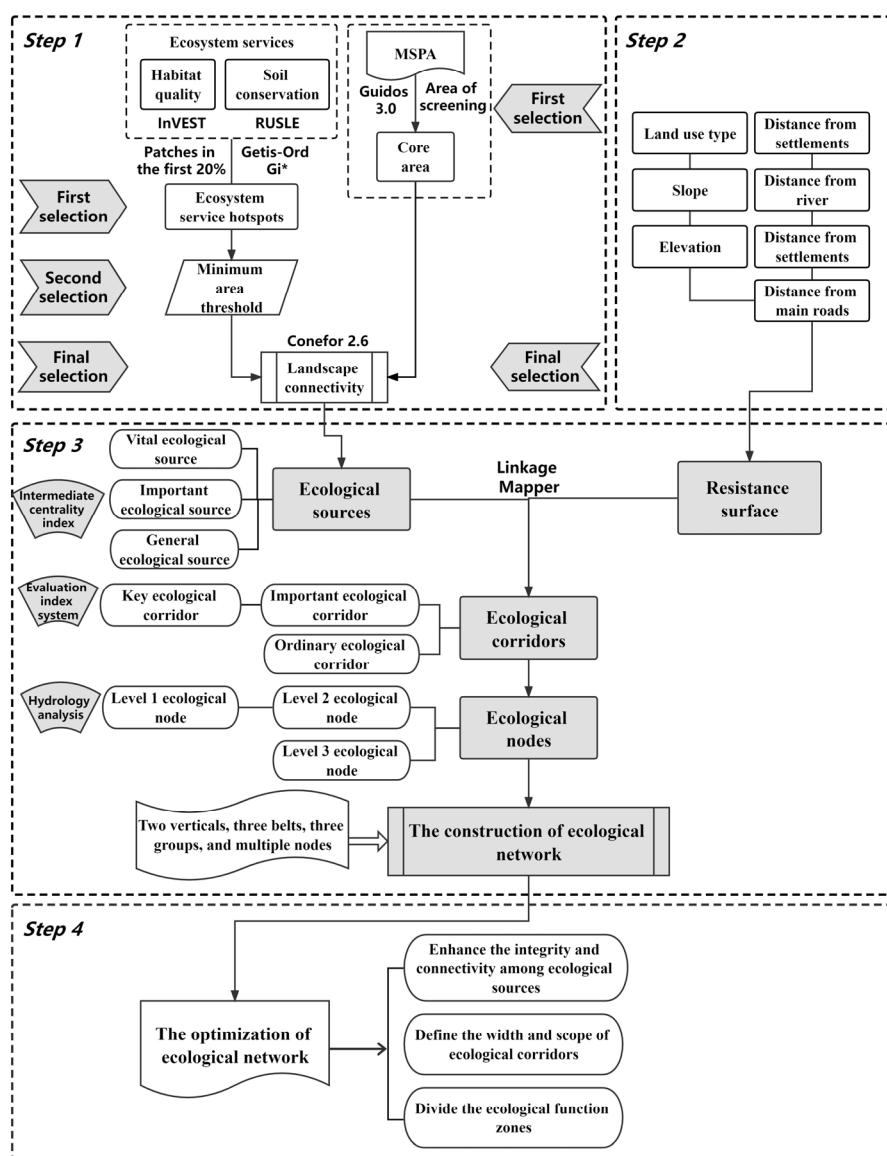 Step 1
Ecosystem services
Habitat
quality
Soil
conservation
InVEST
RUSLE
Patches in
the first 20%
Getis-Ord
Gi*
Ecosystem
service hotspots
Minimum
area
threshold
MSPA
Guidos
3.0
Area of
screening
Core
area
First
selection
First
selection
Second
selection
Final
selection
Conefor 2.6
Landscape
connectivity
Final
selection
Step 2
Land use type
Slope
Elevation
Distance from
settlements
Distance from
river
Distance from
settlements
Distance from
main roads
Step 3
Vital ecological
source
Intermediate
centrality
index
Important
ecological source
General
ecological source
Ecological
sources
Linkage
Mapper
Resistance
surface
Evaluation
index
system
Key ecological
corridor
Important ecological
corridor
Ordinary ecological
corridor
Ecological
corridors
Hydrology
analysis
Level 1 ecological
node
Level 2 ecological
node
Level 3 ecological
node
Ecological
nodes
Two verticals, three belts, three
groups, and multiple nodes
The construction of ecological
network
Step 4
The optimization of
ecological network
Enhance the integrity and
connectivity among ecological
sources
Define the width and scope of
ecological corridors
Divide the ecological function
zones